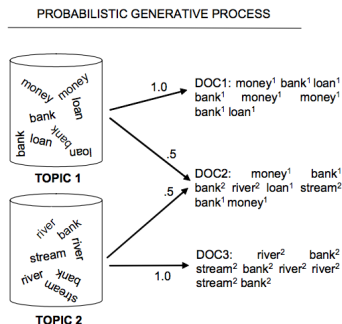 PROBABILISTIC GENERATIVE PROCESS
money
money
loan
bank
bank
bank
loan
loan
TOPIC 1
1.0
.5
DOC1: money¹ bank¹ loan¹
bank¹ money¹ money¹
bank¹ loan¹
river
bank
river
stream
river
bank
stream
TOPIC 2
.5
1.0
DOC2: money¹ bank¹
bank² river² loan¹ stream²
bank¹ money¹
DOC3: river² bank²
stream² bank² river² river²
stream² bank²